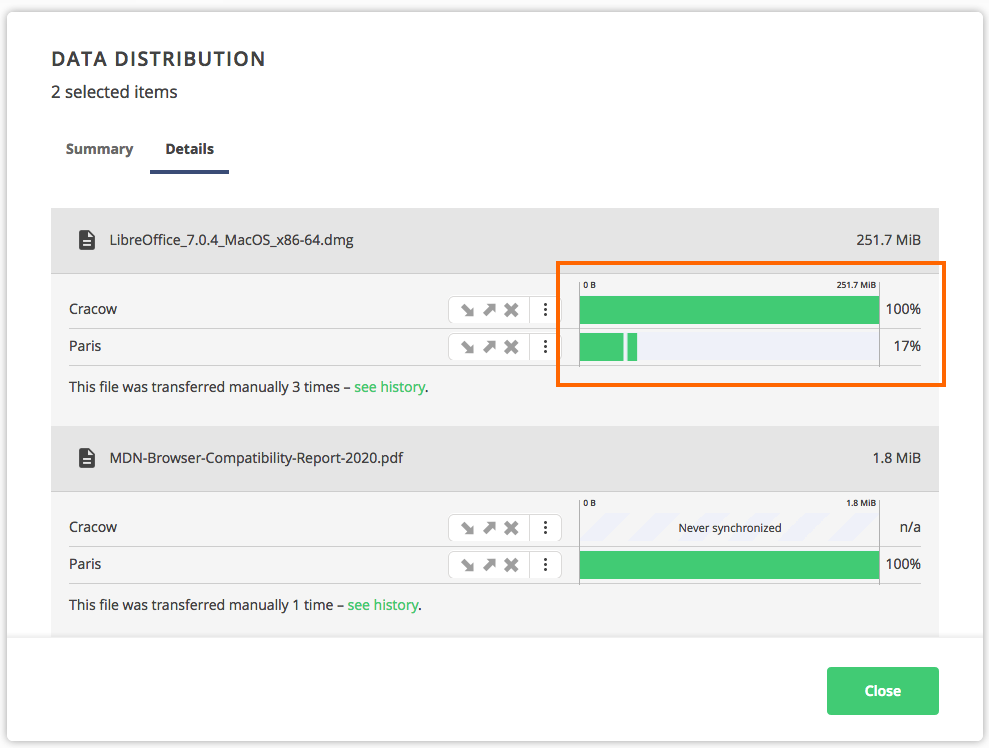 DATA DISTRIBUTION
2 selected items
Summary Details
LibreOffice_7.0.4_MacOS_x86-64.dmg 251.7 MiB
0 B 251.7 MiB
Cracow 100%
Paris 17%
This file was transferred manually 3 times – see history.
MDN-Browser-Compatibility-Report-2020.pdf 1.8 MiB
0 B 1.8 MiB
Cracow Never synchronized n/a
Paris 100%
This file was transferred manually 1 time – see history.
Close